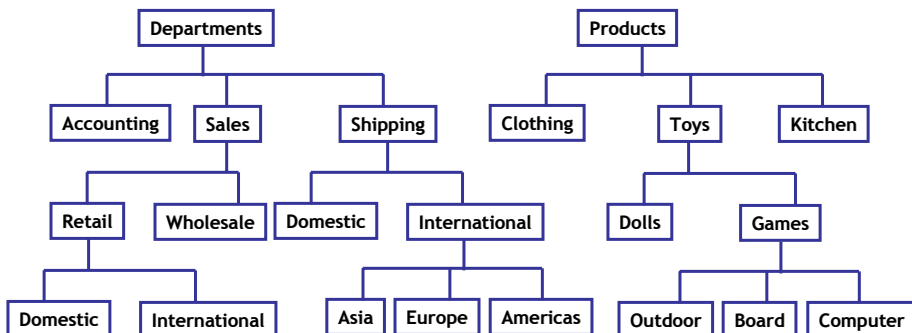 Departments
Products
Accounting
Sales
Shipping
Clothing
Toys
Kitchen
Retail
Wholesale
Domestic
International
Dolls
Games
Domestic
International
Asia
Europe
Americas
Outdoor
Board
Computer